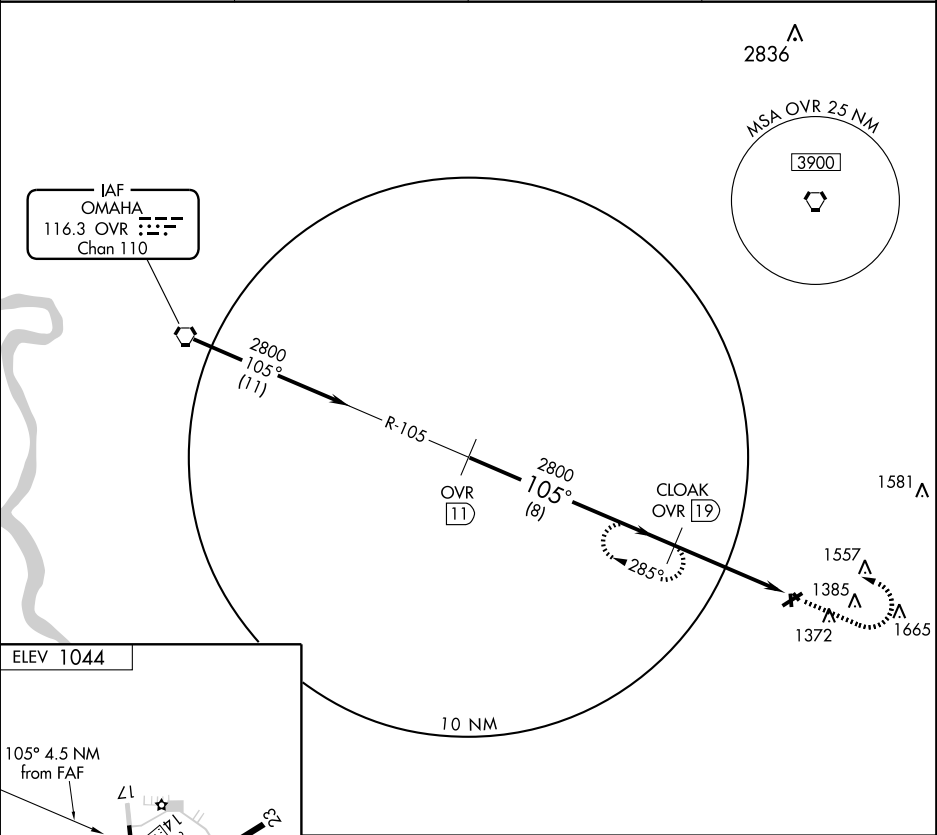 2836
MSA OVR 25 NM
3900
IAF
OMAHA
116.3 OVR
Chan 110
2800
105°
(11)
R-105
OVR
11
2800
105°
(8)
CLOAK
OVR 19
285°
1581
1557
1385
1372
1665
10 NM
ELEV 1044
105° 4.5 NM
from FAF
17
23